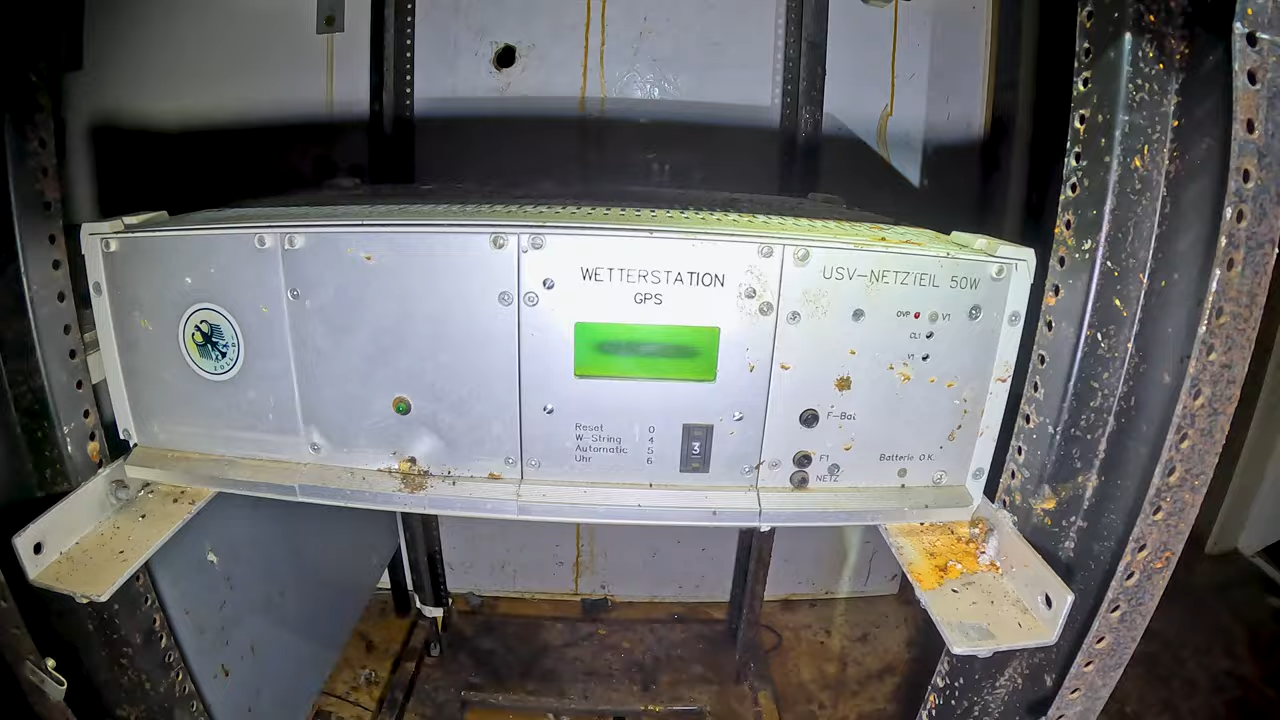 WETTERSTATION
GPS
USV-NETZTEIL 50W
OVP V1
CL1
V1
F-Bat
Reset 0
W-String 4
Automatic 5
Uhr 6
3
F1
NETZ
Batterie O.K.